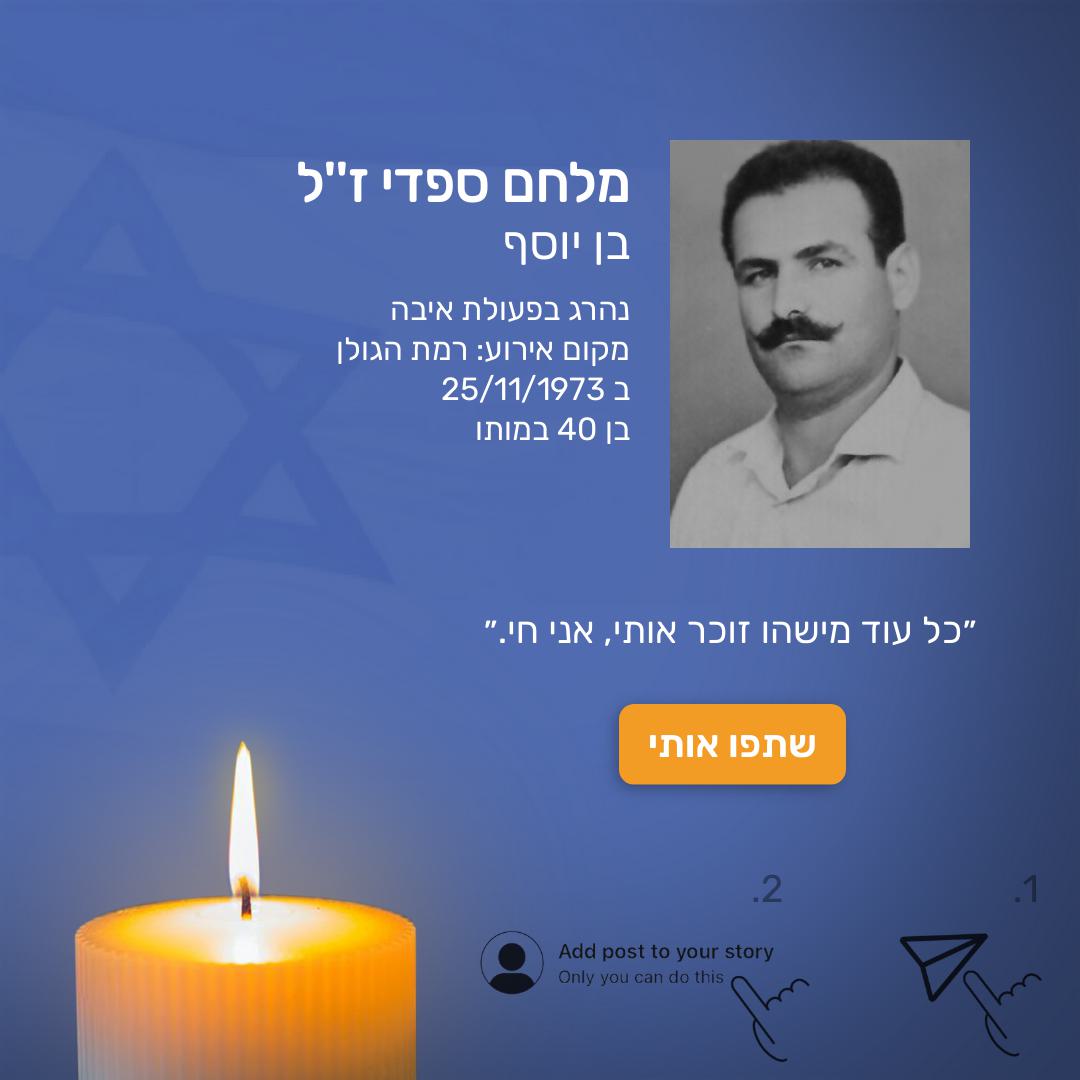 מלחם ספדי ז"ל
בן יוסף
נהרג בפעולת איבה
מקום אירוע: רמת הגולן
ב 25/11/1973
בן 40 במותו
״כל עוד מישהו זוכר אותי, אני חי.״
שתפו אותי
1.
2.
Add post to your story
Only you can do this